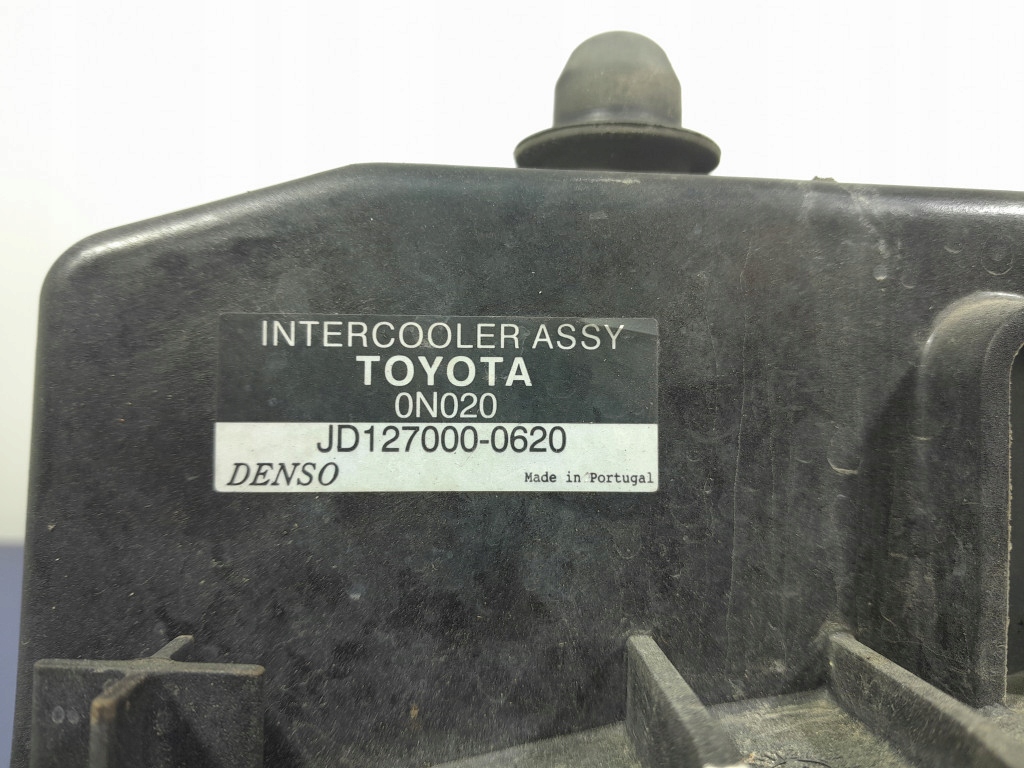 INTERCOOLER ASSY
TOYOTA
0N020
JD127000-0620
DENSO
Made in Portugal